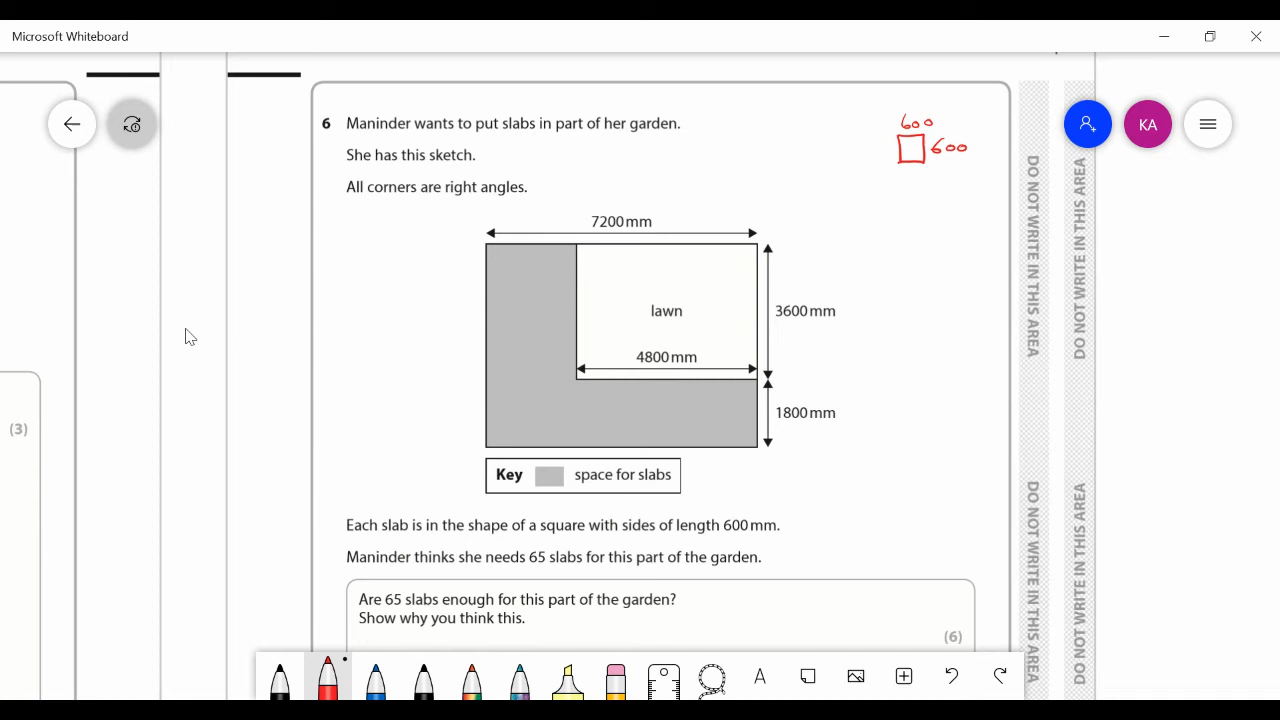 Microsoft Whiteboard
KA
6 Maninder wants to put slabs in part of her garden.
She has this sketch.
All corners are right angles.
600
600
7200 mm
lawn
3600 mm
4800 mm
1800 mm
Key space for slabs
Each slab is in the shape of a square with sides of length 600 mm.
Maninder thinks she needs 65 slabs for this part of the garden.
Are 65 slabs enough for this part of the garden?
Show why you think this.
(6)
(3)
DO NOT WRITE IN THIS AREA
DO NOT WRITE IN THIS AREA
DO NOT WRITE IN THIS AREA
DO NOT WRITE IN THIS AREA
A